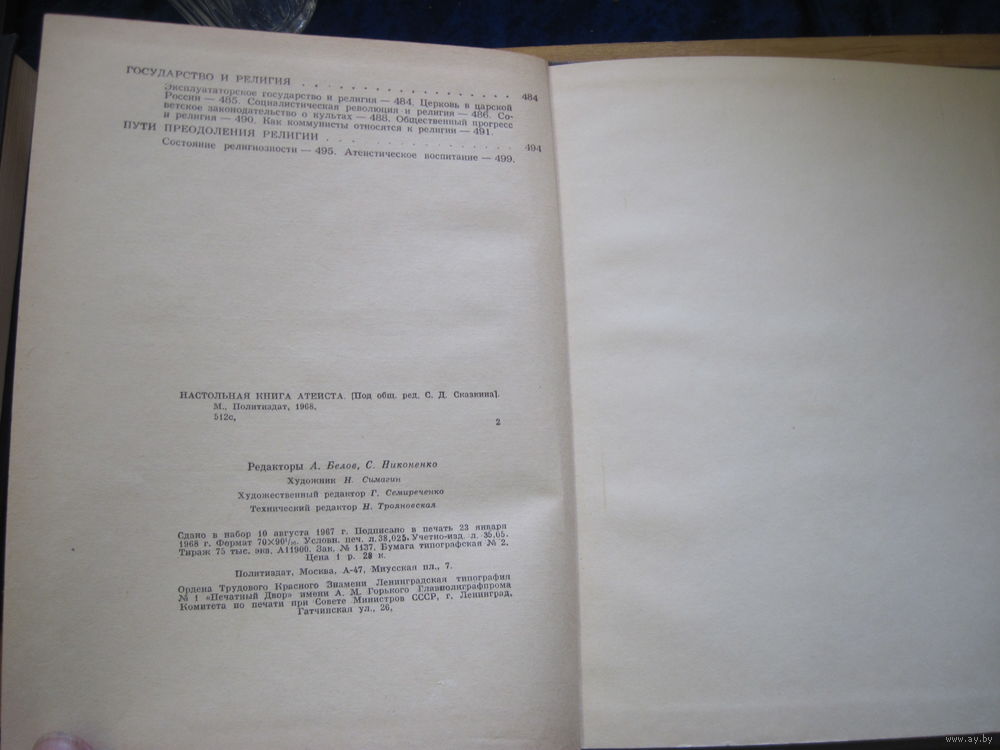 ГОСУДАРСТВО И РЕЛИГИЯ . . . . . . . . . . . . . . . . 484
Эксплуататорское государство и религия — 484. Церковь в царской
России — 485. Социалистическая революция и религия — 486. Со-
ветское законодательство о культах — 488. Общественный прогресс
и религия — 490. Как коммунисты относятся к религии — 491.
ПУТИ ПРЕОДОЛЕНИЯ РЕЛИГИИ . . . . . . . . . . . . . . 494
Состояние религиозности — 495. Атеистическое воспитание — 499.
НАСТОЛЬНАЯ КНИГА АТЕИСТА. [Под общ. ред. С. Д. Сказкина].
М., Политиздат, 1968.
512с.
2
Редакторы А. Белов, С. Никоненко
Художник Н. Симагин
Художественный редактор Г. Семиреченко
Технический редактор Н. Трояновская
Сдано в набор 10 августа 1967 г. Подписано в печать 23 января
1968 г. Формат 70×90¹/₁₆. Условн. печ. л.38,025. Учетно-изд. л. 35,05.
Тираж 75 тыс. экз. А11900. Зак. № 1137. Бумага типографская № 2.
Цена 1 р. 28 к.
Политиздат, Москва, А-47, Миусская пл., 7.
Ордена Трудового Красного Знамени Ленинградская типография
№ 1 «Печатный Двор» имени А. М. Горького Главполиграфпрома
Комитета по печати при Совете Министров СССР, г. Ленинград,
Гатчинская ул., 26.
www.ay.by